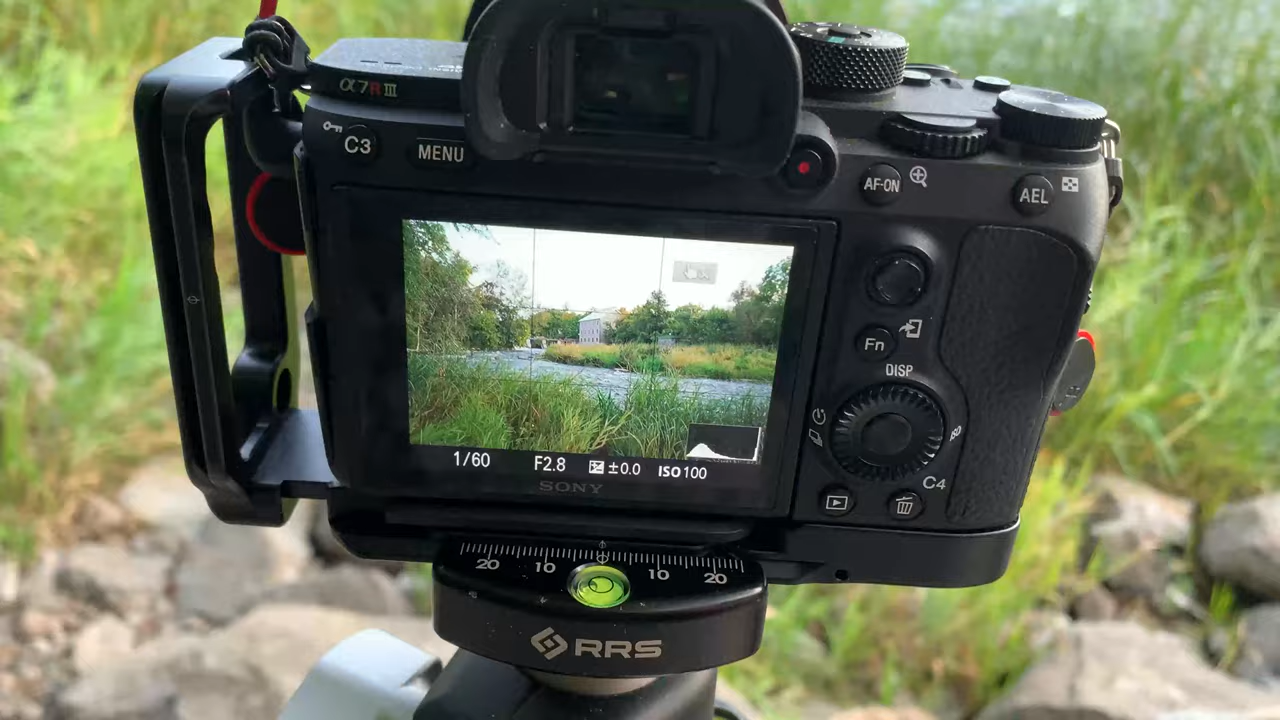 α7RIII
C3
MENU
AF-ON
AEL
Fn
DISP
1/60 F2.8 ±0.0 ISO100
SONY
ISO
C4
20 10 10 20
RRS